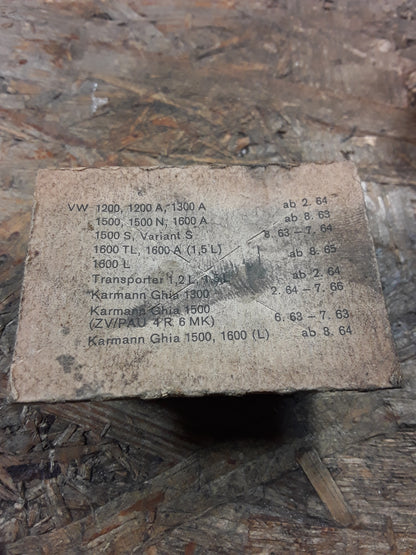 VW 1200, 1200 A, 1300 A ab 2. 64
1500, 1500 N, 1600 A ab 8. 63
1500 S, Variant S 8. 63 – 7. 64
1600 TL, 1600 A (1,5 L) ab 8. 65
1600 L
Transporter 1,2 L, 1,5 L ab 2. 64
Karmann Ghia 1300 2. 64 – 7. 66
Karmann Ghia 1500
(ZV/PAU 4 R 6 MK) 6. 63 – 7. 63
Karmann Ghia 1500, 1600 (L) ab 8. 64